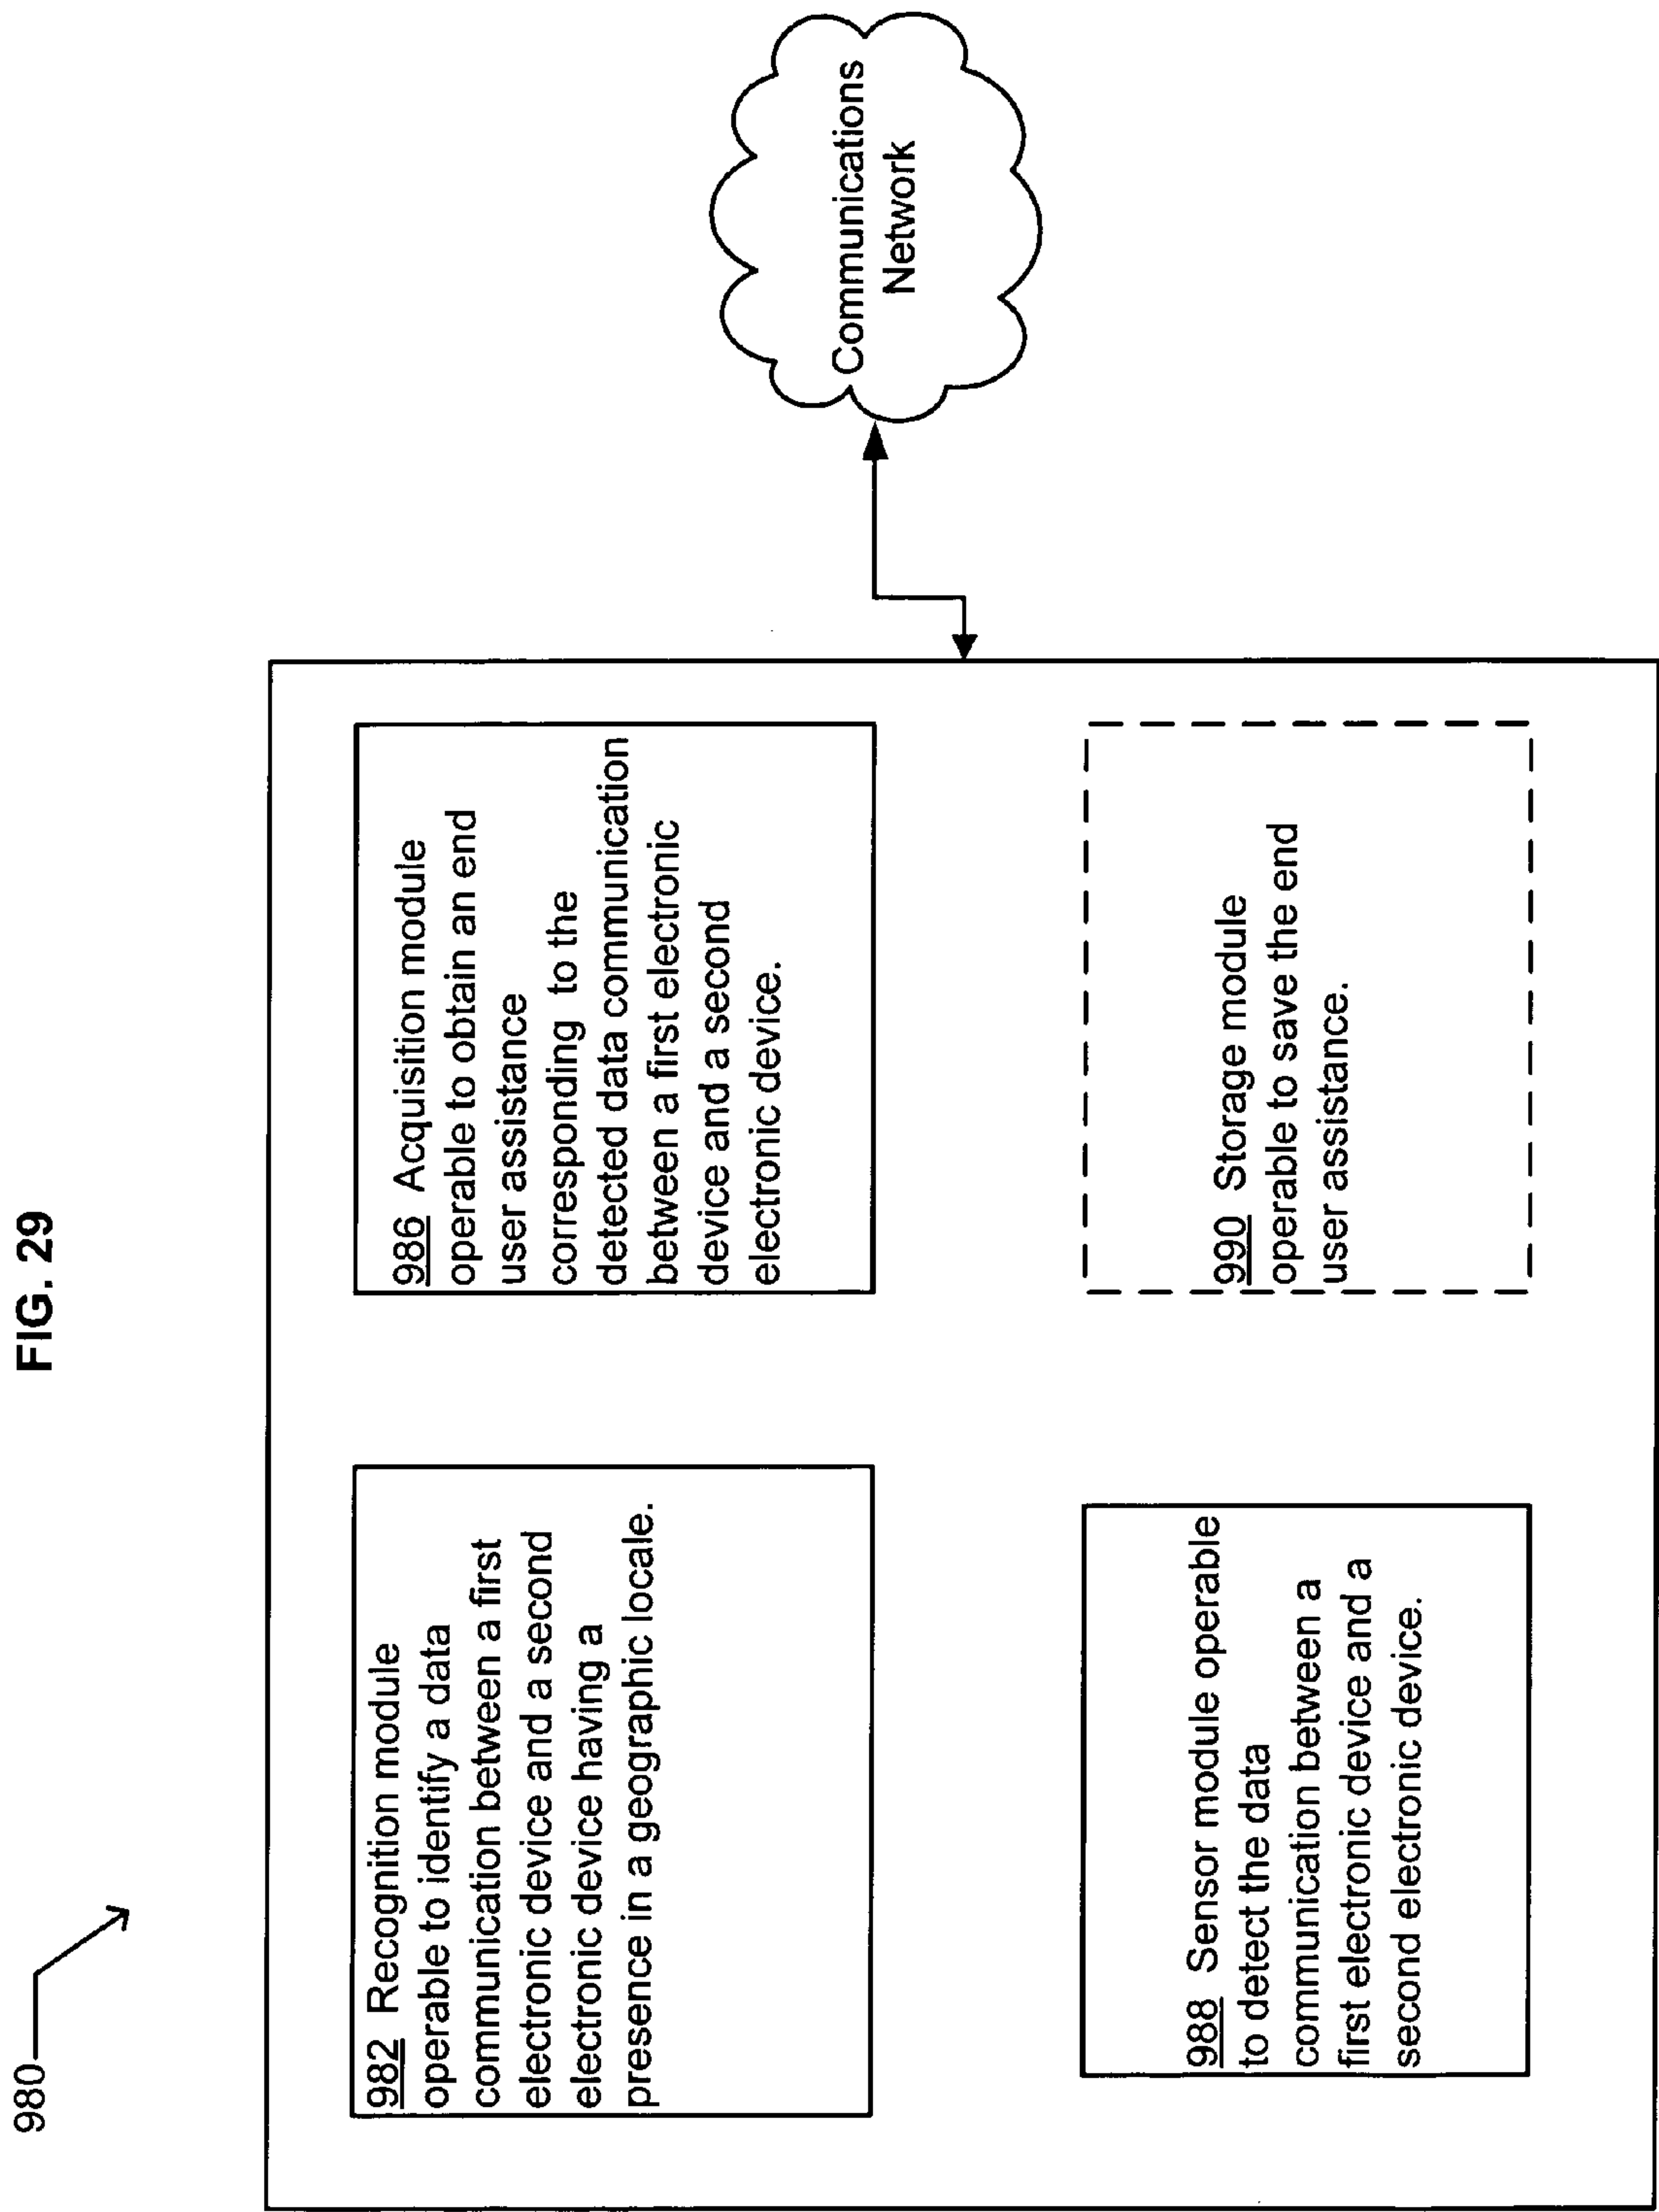 FIG. 29
980
982 Recognition module
operable to identify a data
communication between a first
electronic device and a second
electronic device having a
presence in a geographic locale.
986 Acquisition module
operable to obtain an end
user assistance
corresponding to the
detected data communication
between a first electronic
device and a second
electronic device.
988 Sensor module operable
to detect the data
communication between a
first electronic device and a
second electronic device.
990 Storage module
operable to save the end
user assistance.
Communications
Network